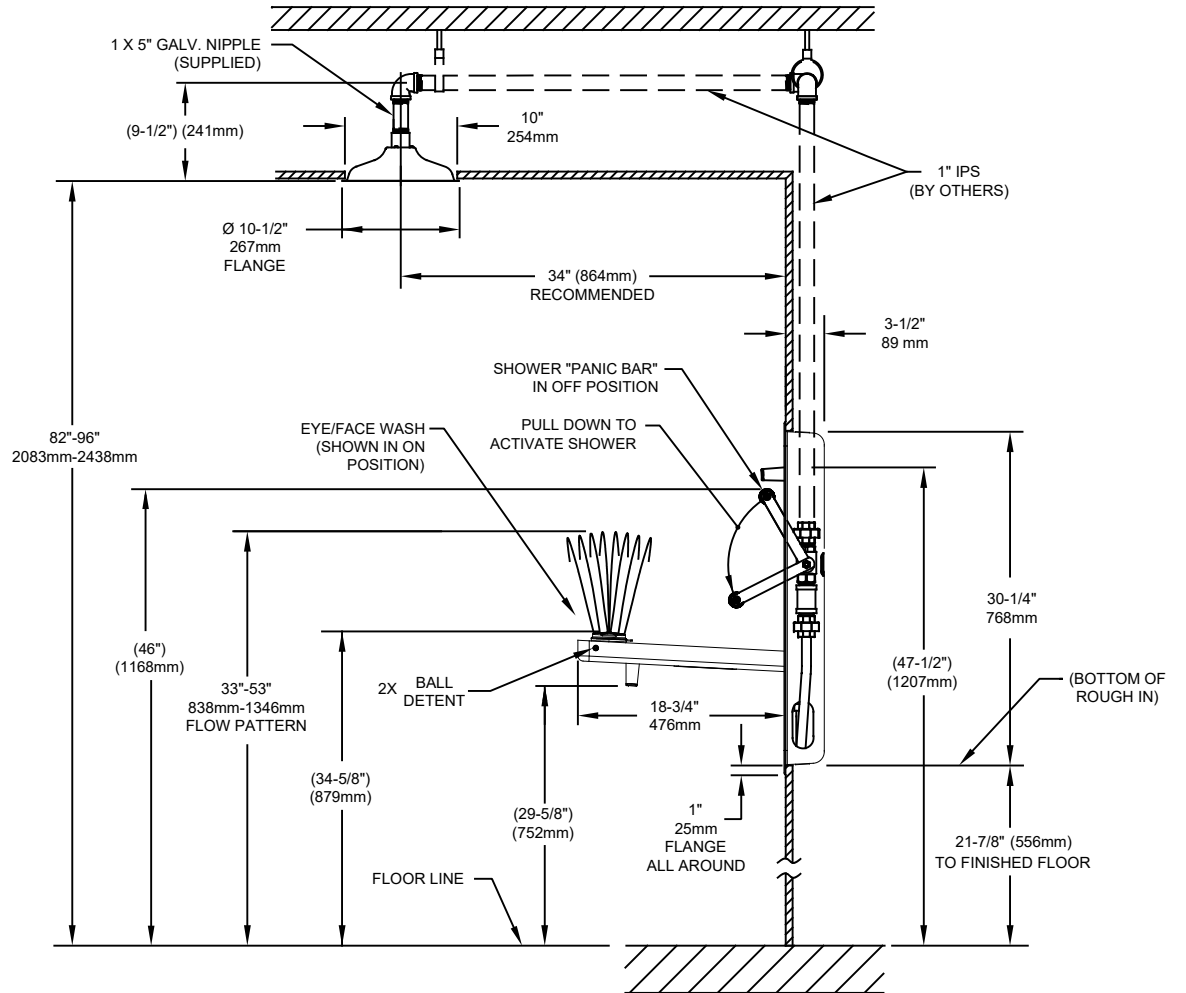 1 X 5" GALV. NIPPLE
(SUPPLIED)
(9-1/2") (241mm)
10"
254mm
1" IPS
(BY OTHERS)
Ø 10-1/2"
267mm
FLANGE
34" (864mm)
RECOMMENDED
3-1/2"
89 mm
SHOWER "PANIC BAR"
IN OFF POSITION
PULL DOWN TO
ACTIVATE SHOWER
EYE/FACE WASH
(SHOWN IN ON
POSITION)
82"-96"
2083mm-2438mm
30-1/4"
768mm
(46")
(1168mm)
33"-53"
838mm-1346mm
FLOW PATTERN
2X BALL
DETENT
18-3/4"
476mm
(47-1/2")
(1207mm)
(BOTTOM OF
ROUGH IN)
(34-5/8")
(879mm)
(29-5/8")
(752mm)
1"
25mm
FLANGE
ALL AROUND
21-7/8" (556mm)
TO FINISHED FLOOR
FLOOR LINE